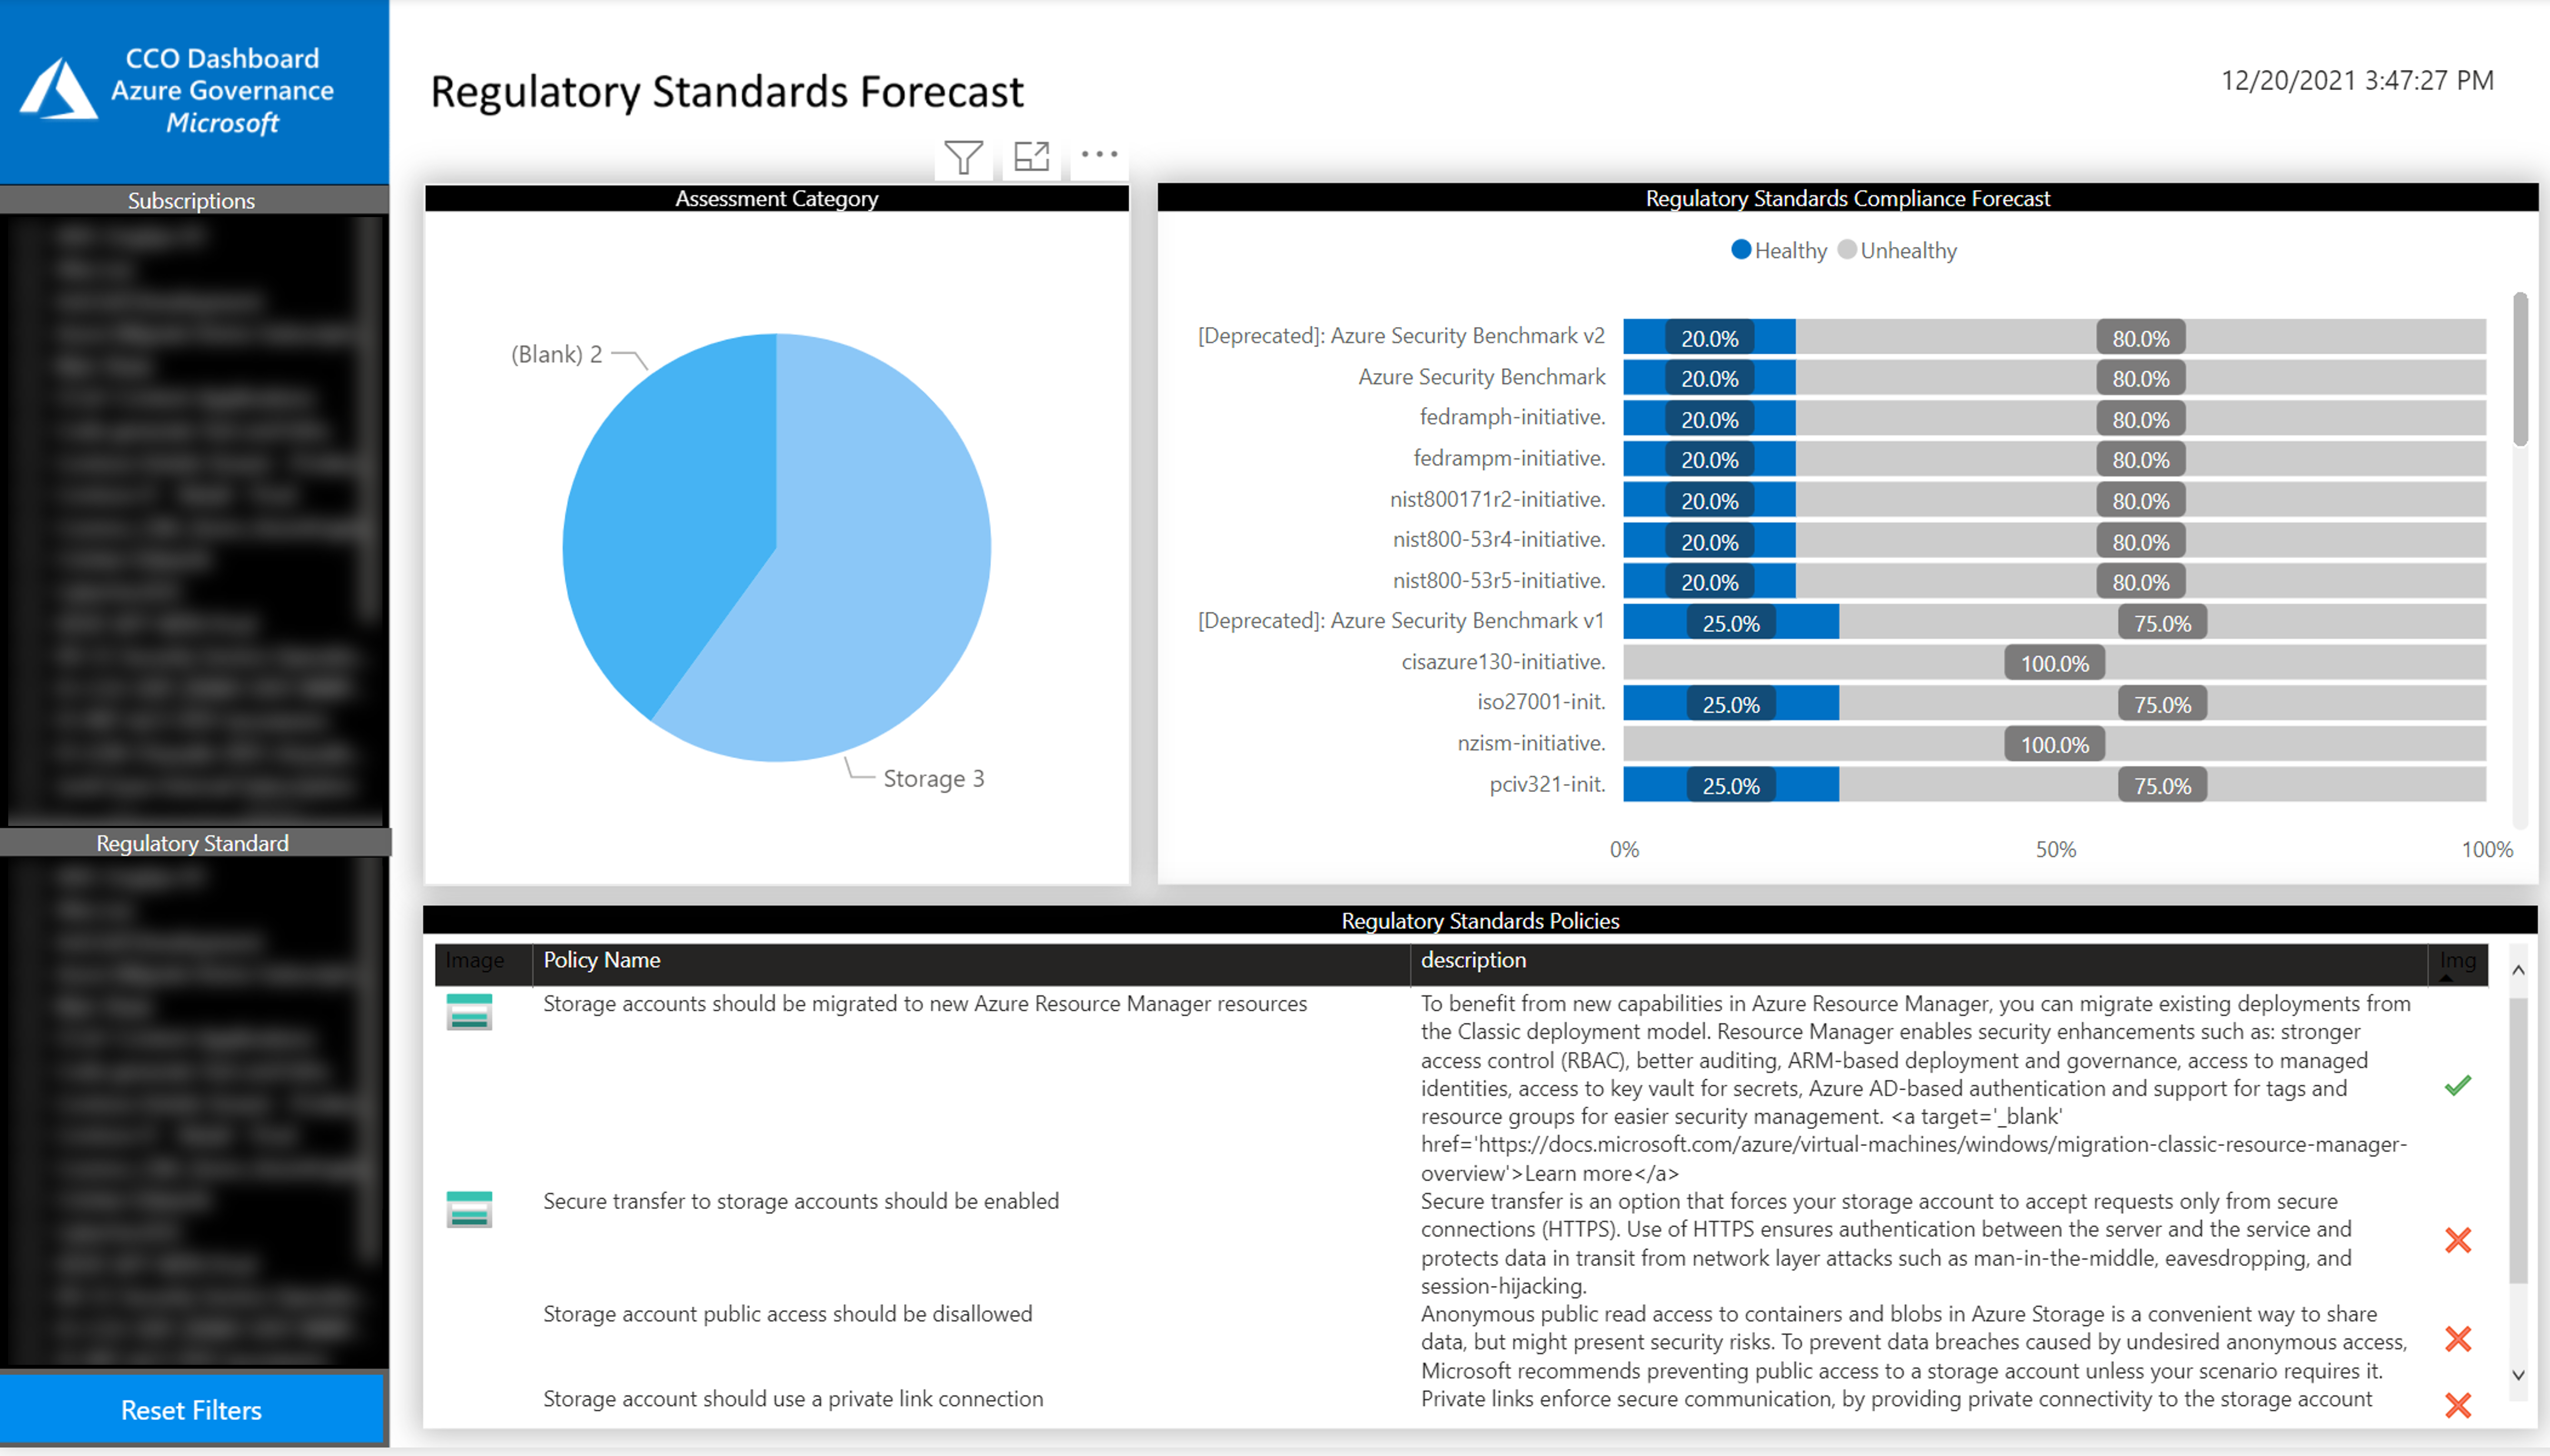 CCO Dashboard
Azure Governance
Microsoft
Regulatory Standards Forecast
12/20/2021 3:47:27 PM
Subscriptions
Regulatory Standard
Reset Filters
Assessment Category
(Blank) 2
Storage 3
Regulatory Standards Compliance Forecast
Healthy Unhealthy
[Deprecated]: Azure Security Benchmark v2 20.0% 80.0%
Azure Security Benchmark 20.0% 80.0%
fedramph-initiative. 20.0% 80.0%
fedrampm-initiative. 20.0% 80.0%
nist800171r2-initiative. 20.0% 80.0%
nist800-53r4-initiative. 20.0% 80.0%
nist800-53r5-initiative. 20.0% 80.0%
[Deprecated]: Azure Security Benchmark v1 25.0% 75.0%
cisazure130-initiative. 100.0%
iso27001-init. 25.0% 75.0%
nzism-initiative. 100.0%
pciv321-init. 25.0% 75.0%
0% 50% 100%
Regulatory Standards Policies
Image Policy Name description Img
Storage accounts should be migrated to new Azure Resource Manager resources
To benefit from new capabilities in Azure Resource Manager, you can migrate existing deployments from
the Classic deployment model. Resource Manager enables security enhancements such as: stronger
access control (RBAC), better auditing, ARM-based deployment and governance, access to managed
identities, access to key vault for secrets, Azure AD-based authentication and support for tags and
resource groups for easier security management. <a target='_blank'
href='https://docs.microsoft.com/azure/virtual-machines/windows/migration-classic-resource-manager-
overview'>Learn more</a>
Secure transfer to storage accounts should be enabled
Secure transfer is an option that forces your storage account to accept requests only from secure
connections (HTTPS). Use of HTTPS ensures authentication between the server and the service and
protects data in transit from network layer attacks such as man-in-the-middle, eavesdropping, and
session-hijacking.
Storage account public access should be disallowed
Anonymous public read access to containers and blobs in Azure Storage is a convenient way to share
data, but might present security risks. To prevent data breaches caused by undesired anonymous access,
Microsoft recommends preventing public access to a storage account unless your scenario requires it.
Storage account should use a private link connection
Private links enforce secure communication, by providing private connectivity to the storage account